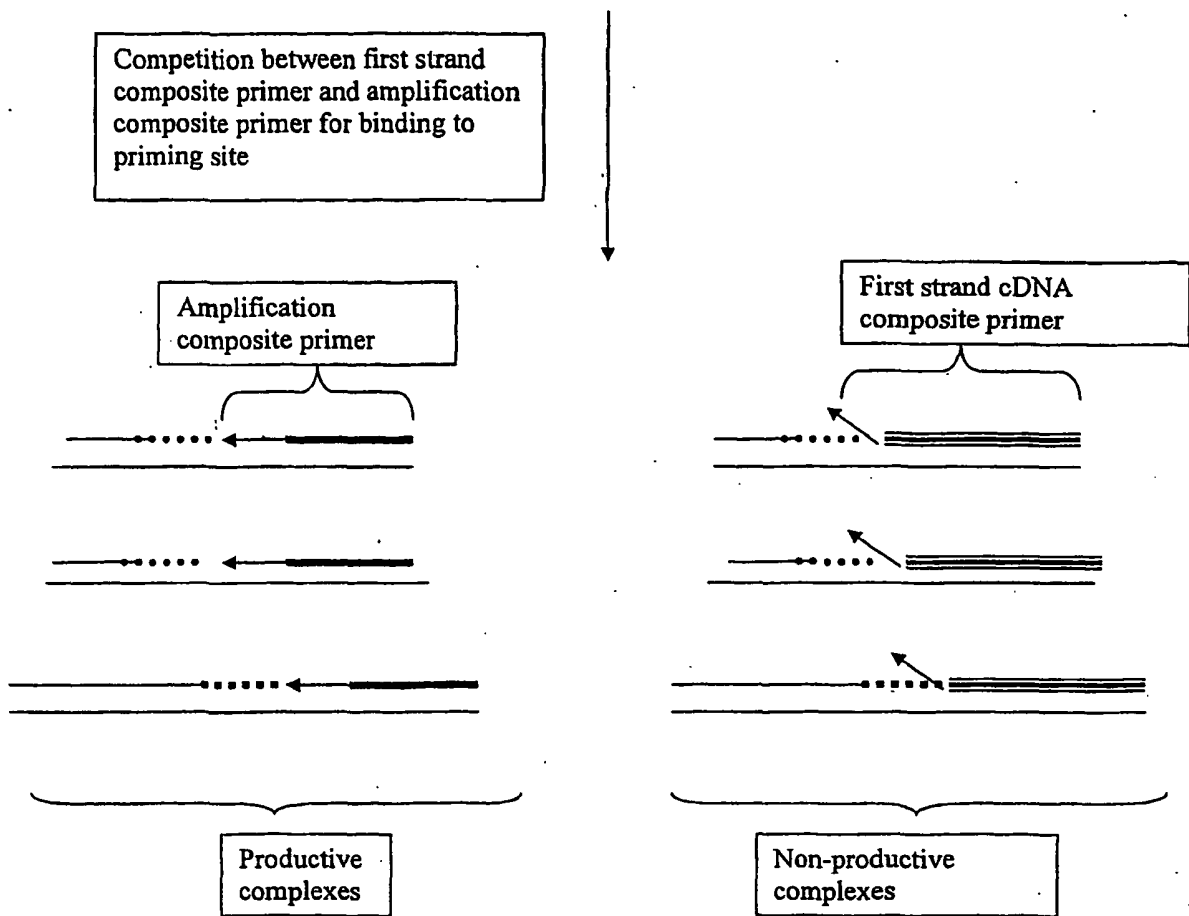 Competition between first strand
composite primer and amplification
composite primer for binding to
priming site
Amplification
composite primer
First strand cDNA
composite primer
Productive
complexes
Non-productive
complexes